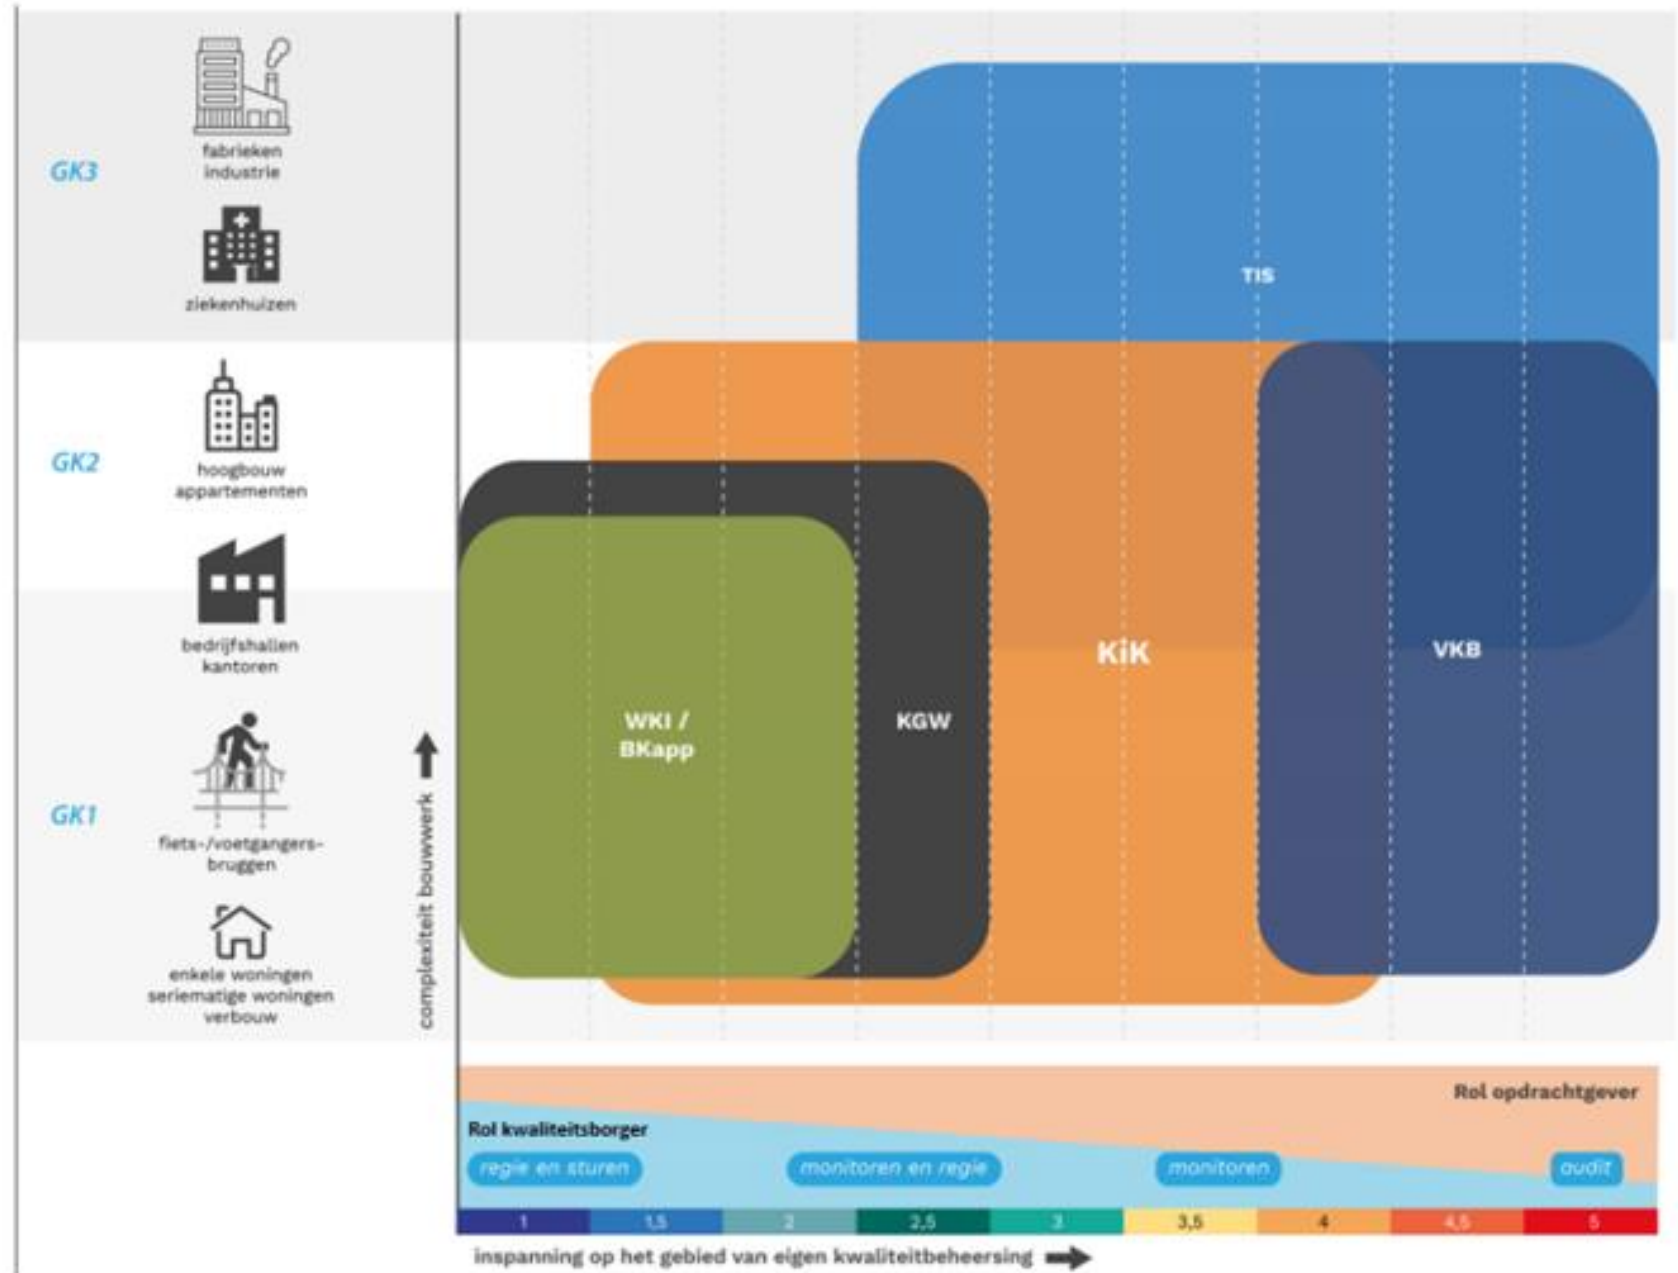 GK3
fabrieken
industrie
ziekenhuizen
TIS
GK2
hoogbouw
appartementen
bedrijfshallen
kantoren
KiK
VKB
WKI /
BKapp
KGW
GK1
fiets-/voetgangers-
bruggen
enkele woningen
seriematige woningen
verbouw
complexiteit bouwwerk
Rol opdrachtgever
Rol kwaliteitsborger
regie en sturen
monitoren en regie
monitoren
audit
1 1,5 2 2,5 3 3,5 4 4,5 5
inspanning op het gebied van eigen kwaliteitbeheersing